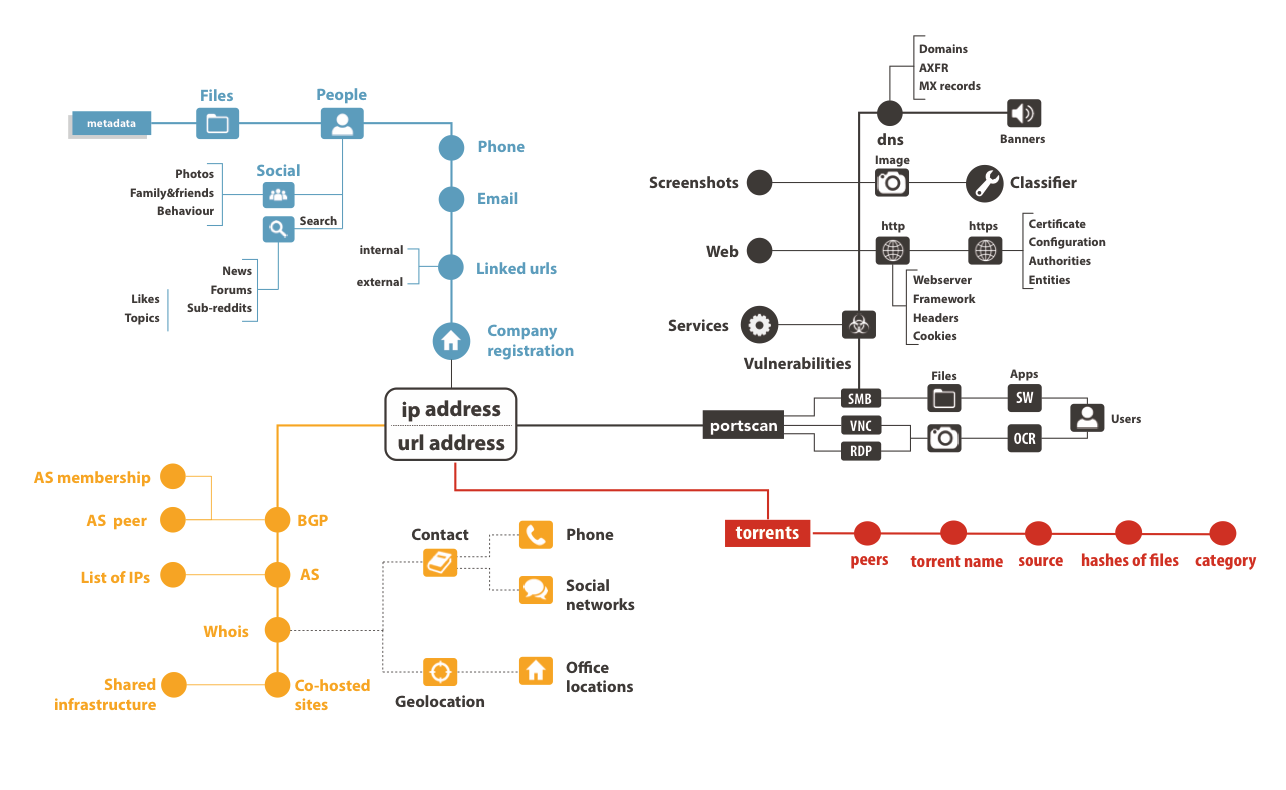 Files
People
metadata
Phone
Email
Social
Photos
Family&friends
Behaviour
Search
News
Forums
Sub-reddits
Likes
Topics
internal
external
Linked urls
Company
registration
ip address
url address
Domains
AXFR
MX records
dns
Banners
Screenshots
Image
Classifier
Web
http
https
Certificate
Configuration
Authorities
Entities
Webserver
Framework
Headers
Cookies
Services
Vulnerabilities
portscan
SMB
VNC
RDP
Files
Apps
SW
OCR
Users
AS membership
AS peer
BGP
List of IPs
AS
Whois
Shared
infrastructure
Co-hosted
sites
Contact
Phone
Social
networks
Geolocation
Office
locations
torrents
peers
torrent name
source
hashes of files
category